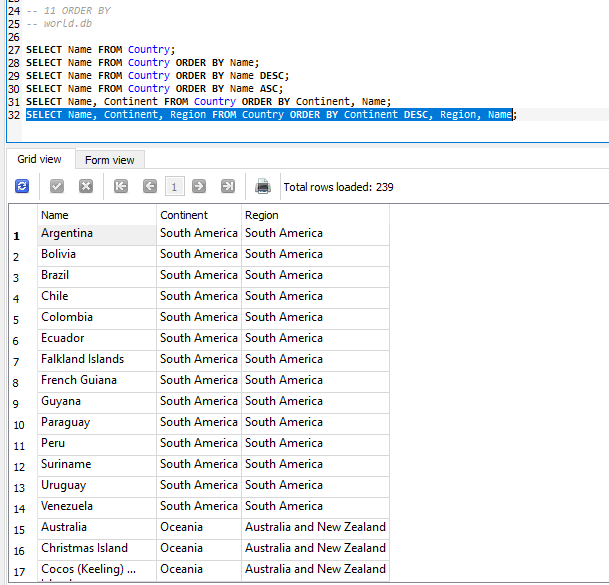 24 -- 11 ORDER BY
25 -- world.db
26
27 SELECT Name FROM Country;
28 SELECT Name FROM Country ORDER BY Name;
29 SELECT Name FROM Country ORDER BY Name DESC;
30 SELECT Name FROM Country ORDER BY Name ASC;
31 SELECT Name, Continent FROM Country ORDER BY Continent, Name;
32 SELECT Name, Continent, Region FROM Country ORDER BY Continent DESC, Region, Name;
Grid view Form view
1 Total rows loaded: 239
Name Continent Region
1 Argentina South America South America
2 Bolivia South America South America
3 Brazil South America South America
4 Chile South America South America
5 Colombia South America South America
6 Ecuador South America South America
7 Falkland Islands South America South America
8 French Guiana South America South America
9 Guyana South America South America
10 Paraguay South America South America
11 Peru South America South America
12 Suriname South America South America
13 Uruguay South America South America
14 Venezuela South America South America
15 Australia Oceania Australia and New Zealand
16 Christmas Island Oceania Australia and New Zealand
17 Cocos (Keeling) ... Oceania Australia and New Zealand